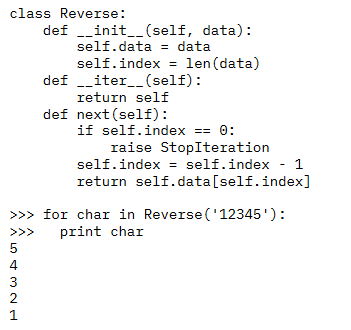 class Reverse:
    def __init__(self, data):
        self.data = data
        self.index = len(data)
    def __iter__(self):
        return self
    def next(self):
        if self.index == 0:
            raise StopIteration
        self.index = self.index - 1
        return self.data[self.index]

>>> for char in Reverse('12345'):
>>>   print char
5
4
3
2
1